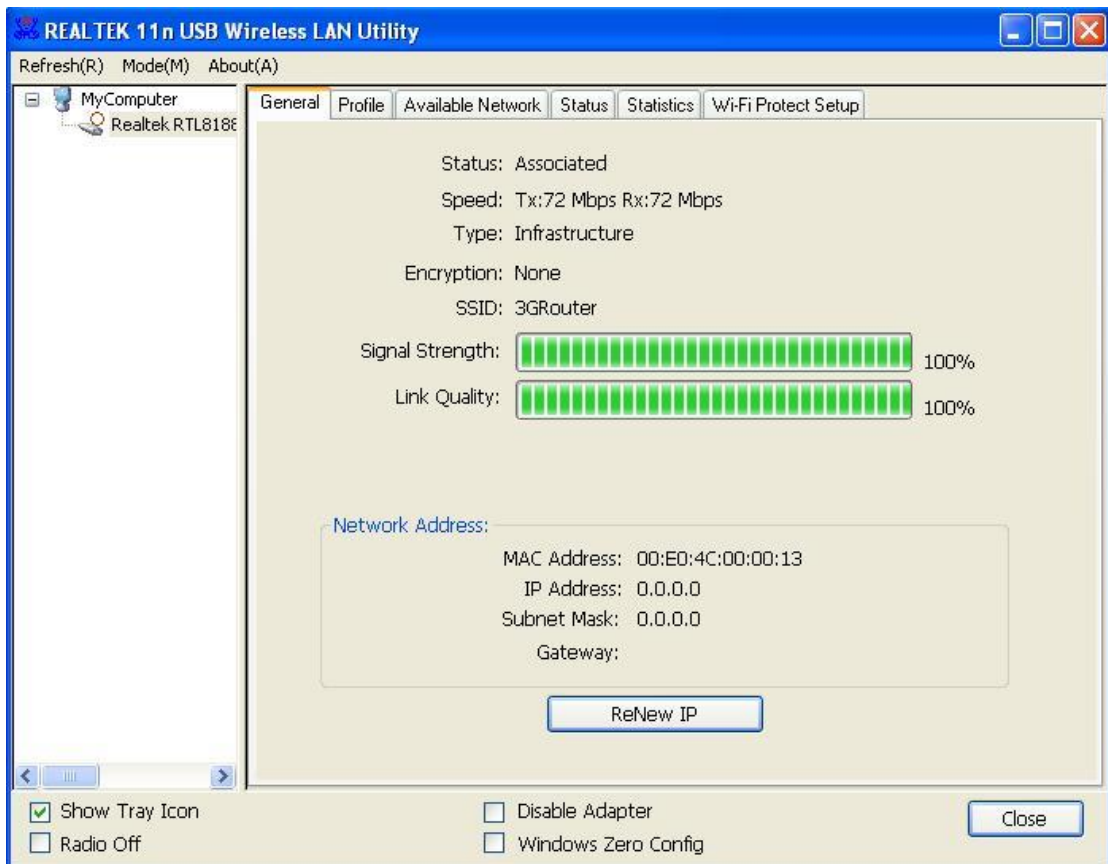 REALTEK 11n USB Wireless LAN Utility
Refresh(R) Mode(M) About(A)
MyComputer
Realtek RTL8188
General Profile Available Network Status Statistics Wi-Fi Protect Setup
Status: Associated
Speed: Tx:72 Mbps Rx:72 Mbps
Type: Infrastructure
Encryption: None
SSID: 3GRouter
Signal Strength: 100%
Link Quality: 100%
Network Address:
MAC Address: 00:E0:4C:00:00:13
IP Address: 0.0.0.0
Subnet Mask: 0.0.0.0
Gateway:
ReNew IP
Show Tray Icon Disable Adapter Close
Radio Off Windows Zero Config